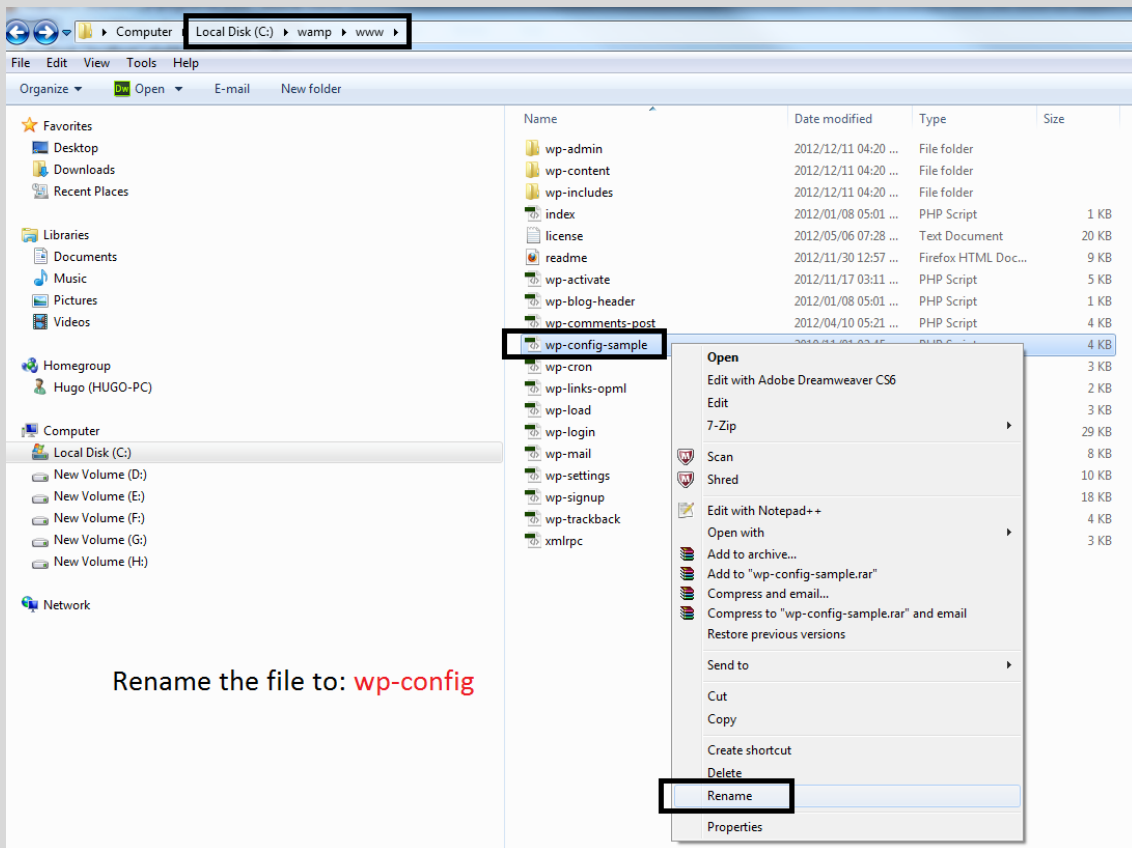 Computer Local Disk (C:) wamp www
File Edit View Tools Help
Organize Dw Open E-mail New folder
Favorites
Desktop
Downloads
Recent Places
Libraries
Documents
Music
Pictures
Videos
Homegroup
Hugo (HUGO-PC)
Computer
Local Disk (C:)
New Volume (D:)
New Volume (E:)
New Volume (F:)
New Volume (G:)
New Volume (H:)
Network
Name Date modified Type Size
wp-admin 2012/12/11 04:20 ... File folder
wp-content 2012/12/11 04:20 ... File folder
wp-includes 2012/12/11 04:20 ... File folder
index 2012/01/08 05:01 ... PHP Script 1 KB
license 2012/05/06 07:28 ... Text Document 20 KB
readme 2012/11/30 12:57 ... Firefox HTML Doc... 9 KB
wp-activate 2012/11/17 03:11 ... PHP Script 5 KB
wp-blog-header 2012/01/08 05:01 ... PHP Script 1 KB
wp-comments-post 2012/04/10 05:21 ... PHP Script 4 KB
wp-config-sample 4 KB
wp-cron 3 KB
wp-links-opml 2 KB
wp-load 3 KB
wp-login 29 KB
wp-mail 8 KB
wp-settings 10 KB
wp-signup 18 KB
wp-trackback 4 KB
xmlrpc 3 KB
Open
Edit with Adobe Dreamweaver CS6
Edit
7-Zip
Scan
Shred
Edit with Notepad++
Open with
Add to archive...
Add to "wp-config-sample.rar"
Compress and email...
Compress to "wp-config-sample.rar" and email
Restore previous versions
Send to
Cut
Copy
Create shortcut
Delete
Rename
Properties
Rename the file to: wp-config